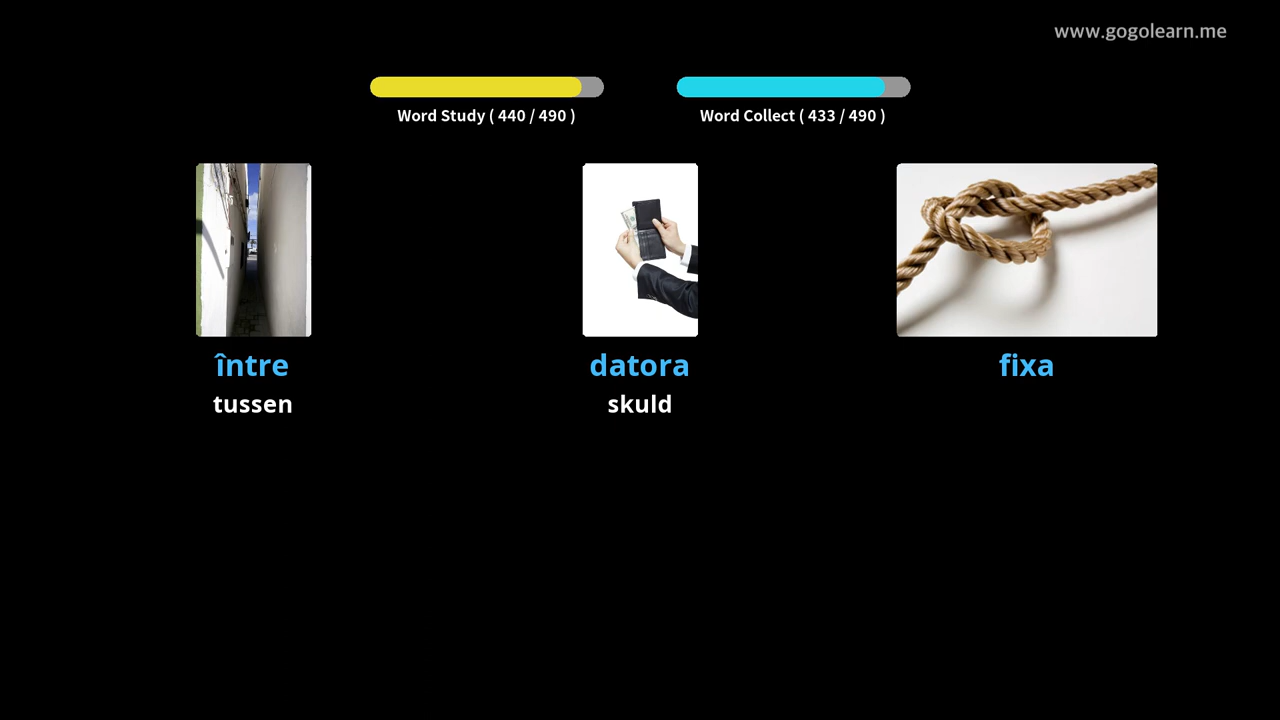 www.gogolearn.me
Word Study ( 440 / 490 )
Word Collect ( 433 / 490 )
între
tussen
datora
skuld
fixa